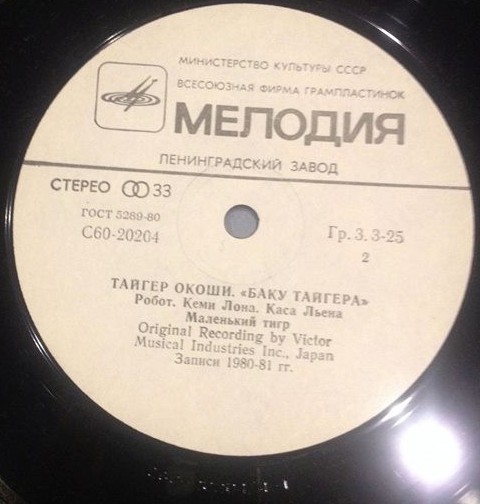 МИНИСТЕРСТВО КУЛЬТУРЫ СССР
ВСЕСОЮЗНАЯ ФИРМА ГРАМПЛАСТИНОК
МЕЛОДИЯ
ЛЕНИНГРАДСКИЙ ЗАВОД
СТЕРЕО 33
ГОСТ 5289-80
С60-20204
Гр. 3. 3-25
2
ТАЙГЕР ОКОШИ. «БАКУ ТАЙГЕРА»
Робот. Кеми Лона. Каса Льена
Маленький тигр
Original Recording by Victor
Musical Industries Inc., Japan
Записи 1980-81 гг.